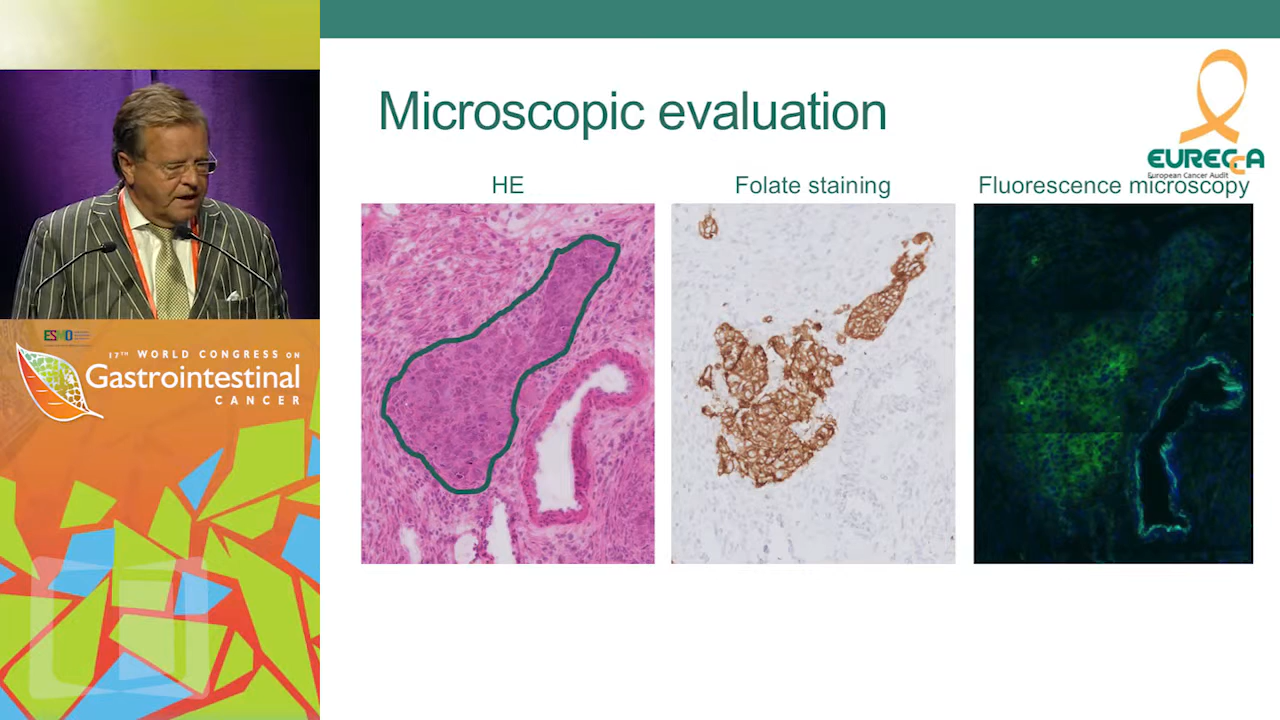 Microscopic evaluation
EURECCA
European Cancer Audit
HE
Folate staining
Fluorescence microscopy
ESMO
17TH WORLD CONGRESS ON
Gastrointestinal
CANCER